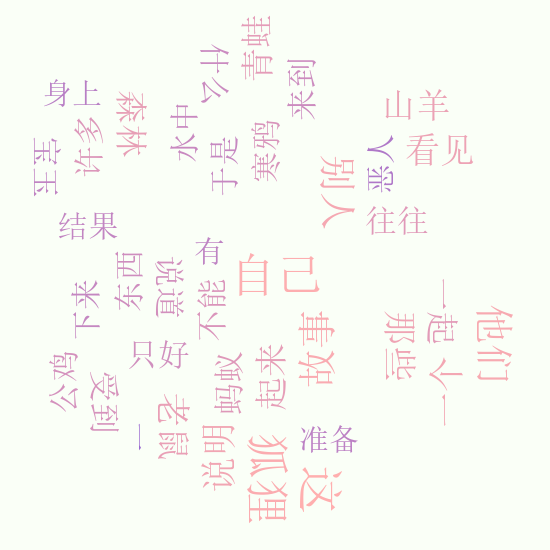 青蛙
什么
来到
身上
森林
许多
水中
山羊
恶人
看见
寒鸦
于是
别人
往往
结果
有
自己
东西
说道
不能
下来
一起
那些
他们
故事
只好
一个
蚂蚁
起来
公鸡
受到
老鼠
一
说明
准备
狐狸
这